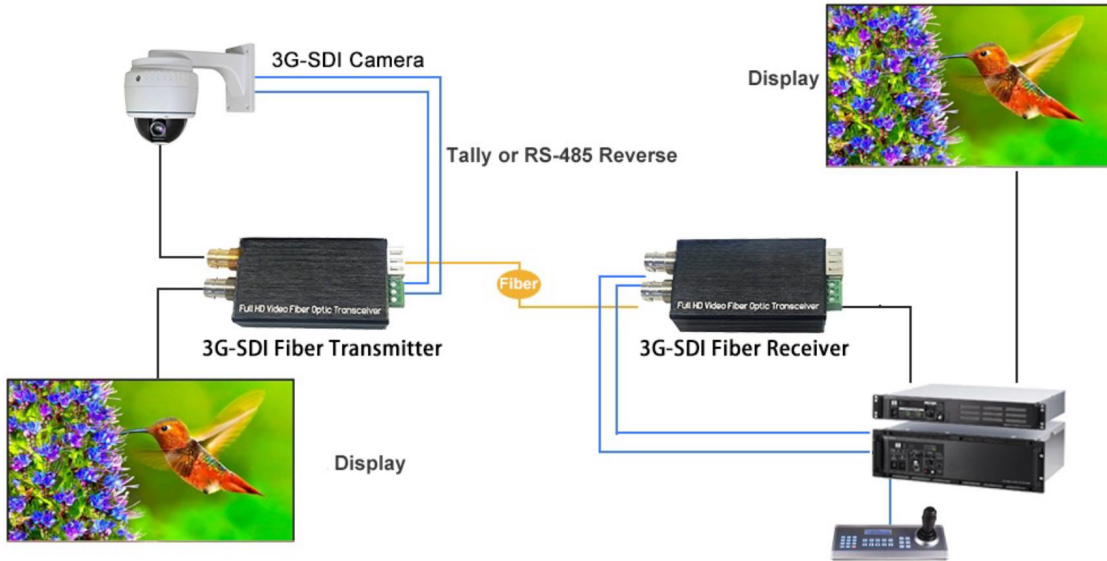 3G-SDI Camera
Display
Tally or RS-485 Reverse
Fiber
Full HD Video Fiber Optic Transceiver
Full HD Video Fiber Optic Transceiver
3G-SDI Fiber Transmitter
3G-SDI Fiber Receiver
Display